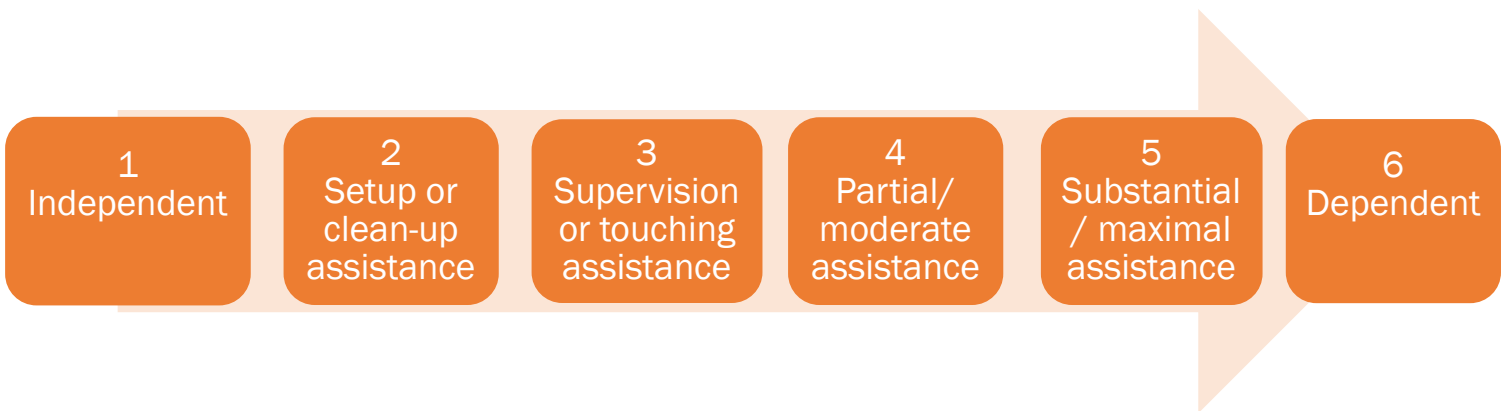 1
Independent
2
Setup or
clean-up
assistance
3
Supervision
or touching
assistance
4
Partial/
moderate
assistance
5
Substantial
/ maximal
assistance
6
Dependent